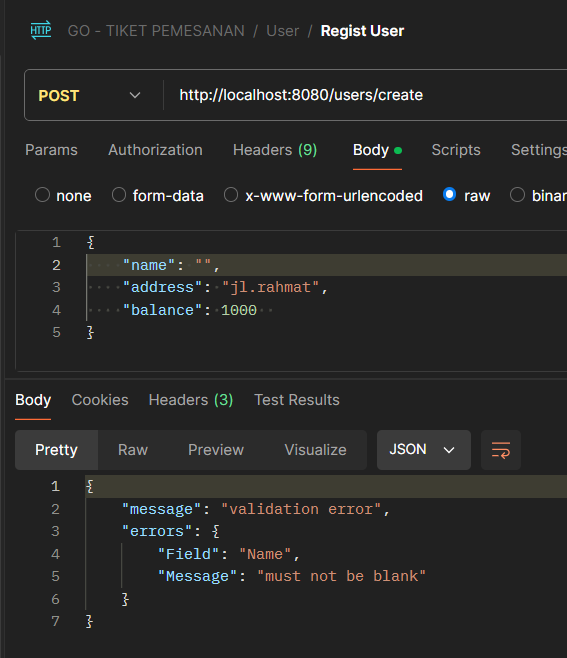 HTTP GO - TIKET PEMESANAN / User / Regist User
POST http://localhost:8080/users/create
Params Authorization Headers (9) Body Scripts Settings
none form-data x-www-form-urlencoded raw binar
1 {
2 "name": "",
3 "address": "jl.rahmat",
4 "balance": 1000
5 }
Body Cookies Headers (3) Test Results
Pretty Raw Preview Visualize JSON
1 {
2 "message": "validation error",
3 "errors": {
4 "Field": "Name",
5 "Message": "must not be blank"
6 }
7 }